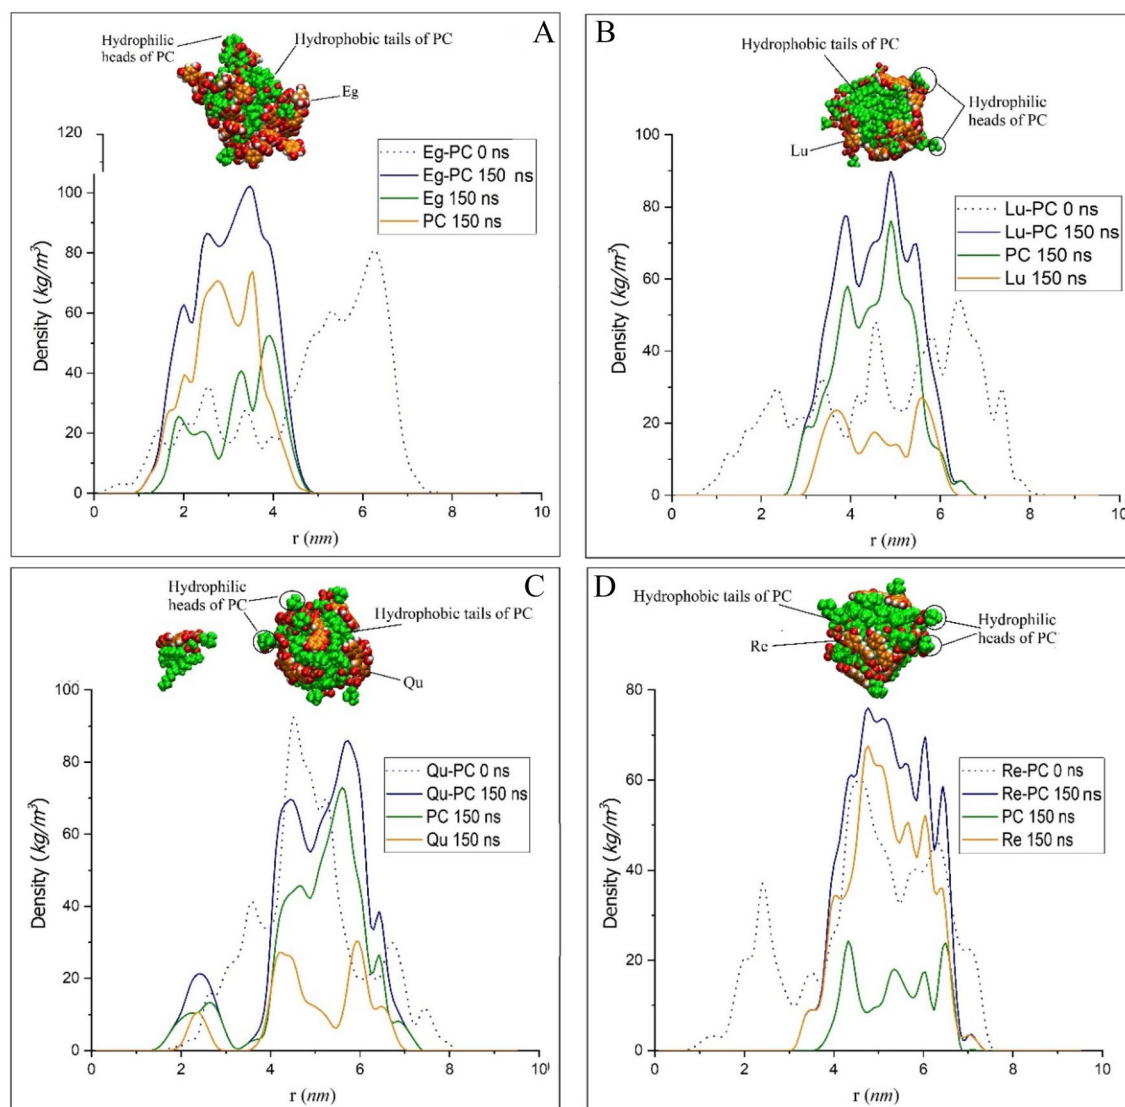 A
Hydrophilic
heads of PC
Hydrophobic tails of PC
Eg
Eg-PC 0 ns
Eg-PC 150 ns
Eg 150 ns
PC 150 ns
120
100
80
60
40
20
0
Density (kg/m³)
0 2 4 6 8 10
r (nm)
B
Hydrophobic tails of PC
Hydrophilic
heads of PC
Lu
Lu-PC 0 ns
Lu-PC 150 ns
PC 150 ns
Lu 150 ns
100
80
60
40
20
0
Density (kg/m³)
0 2 4 6 8 10
r (nm)
C
Hydrophilic
heads of PC
Hydrophobic tails of PC
Qu
Qu-PC 0 ns
Qu-PC 150 ns
PC 150 ns
Qu 150 ns
100
80
60
40
20
0
Density (kg/m³)
0 2 4 6 8 10
r (nm)
D
Hydrophobic tails of PC
Hydrophilic
heads of PC
Re
Re-PC 0 ns
Re-PC 150 ns
PC 150 ns
Re 150 ns
80
60
40
20
0
Density (kg/m³)
0 2 4 6 8 10
r (nm)